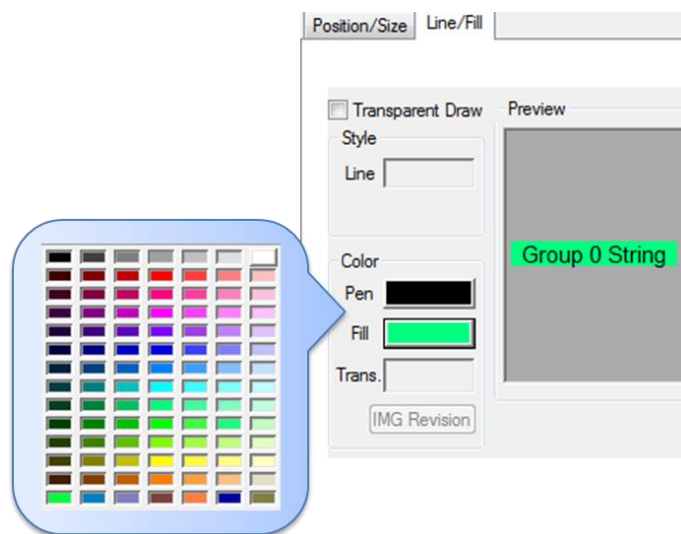 Position/Size Line/Fill
Transparent Draw
Preview
Style
Line
Group 0 String
Color
Pen
Fill
Trans.
IMG Revision